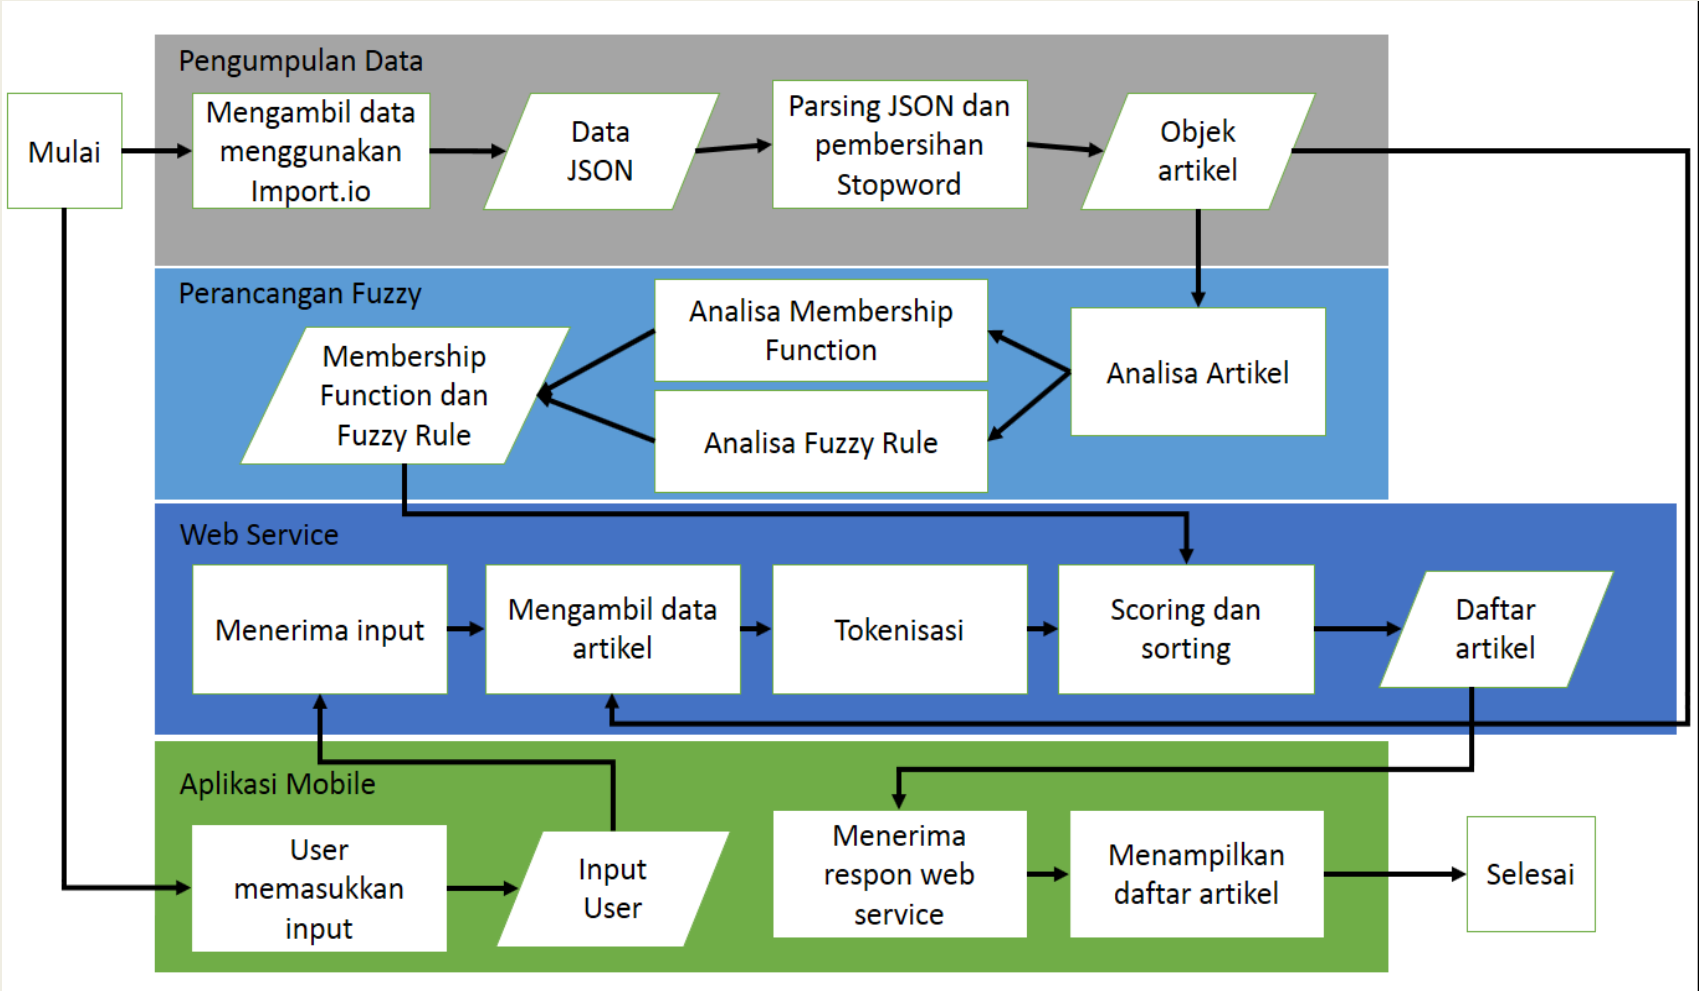 Pengumpulan Data
Mulai
Mengambil data
menggunakan
Import.io
Data
JSON
Parsing JSON dan
pembersihan
Stopword
Objek
artikel
Perancangan Fuzzy
Membership
Function dan
Fuzzy Rule
Analisa Membership
Function
Analisa Fuzzy Rule
Analisa Artikel
Web Service
Menerima input
Mengambil data
artikel
Tokenisasi
Scoring dan
sorting
Daftar
artikel
Aplikasi Mobile
User
memasukkan
input
Input
User
Menerima
respon web
service
Menampilkan
daftar artikel
Selesai